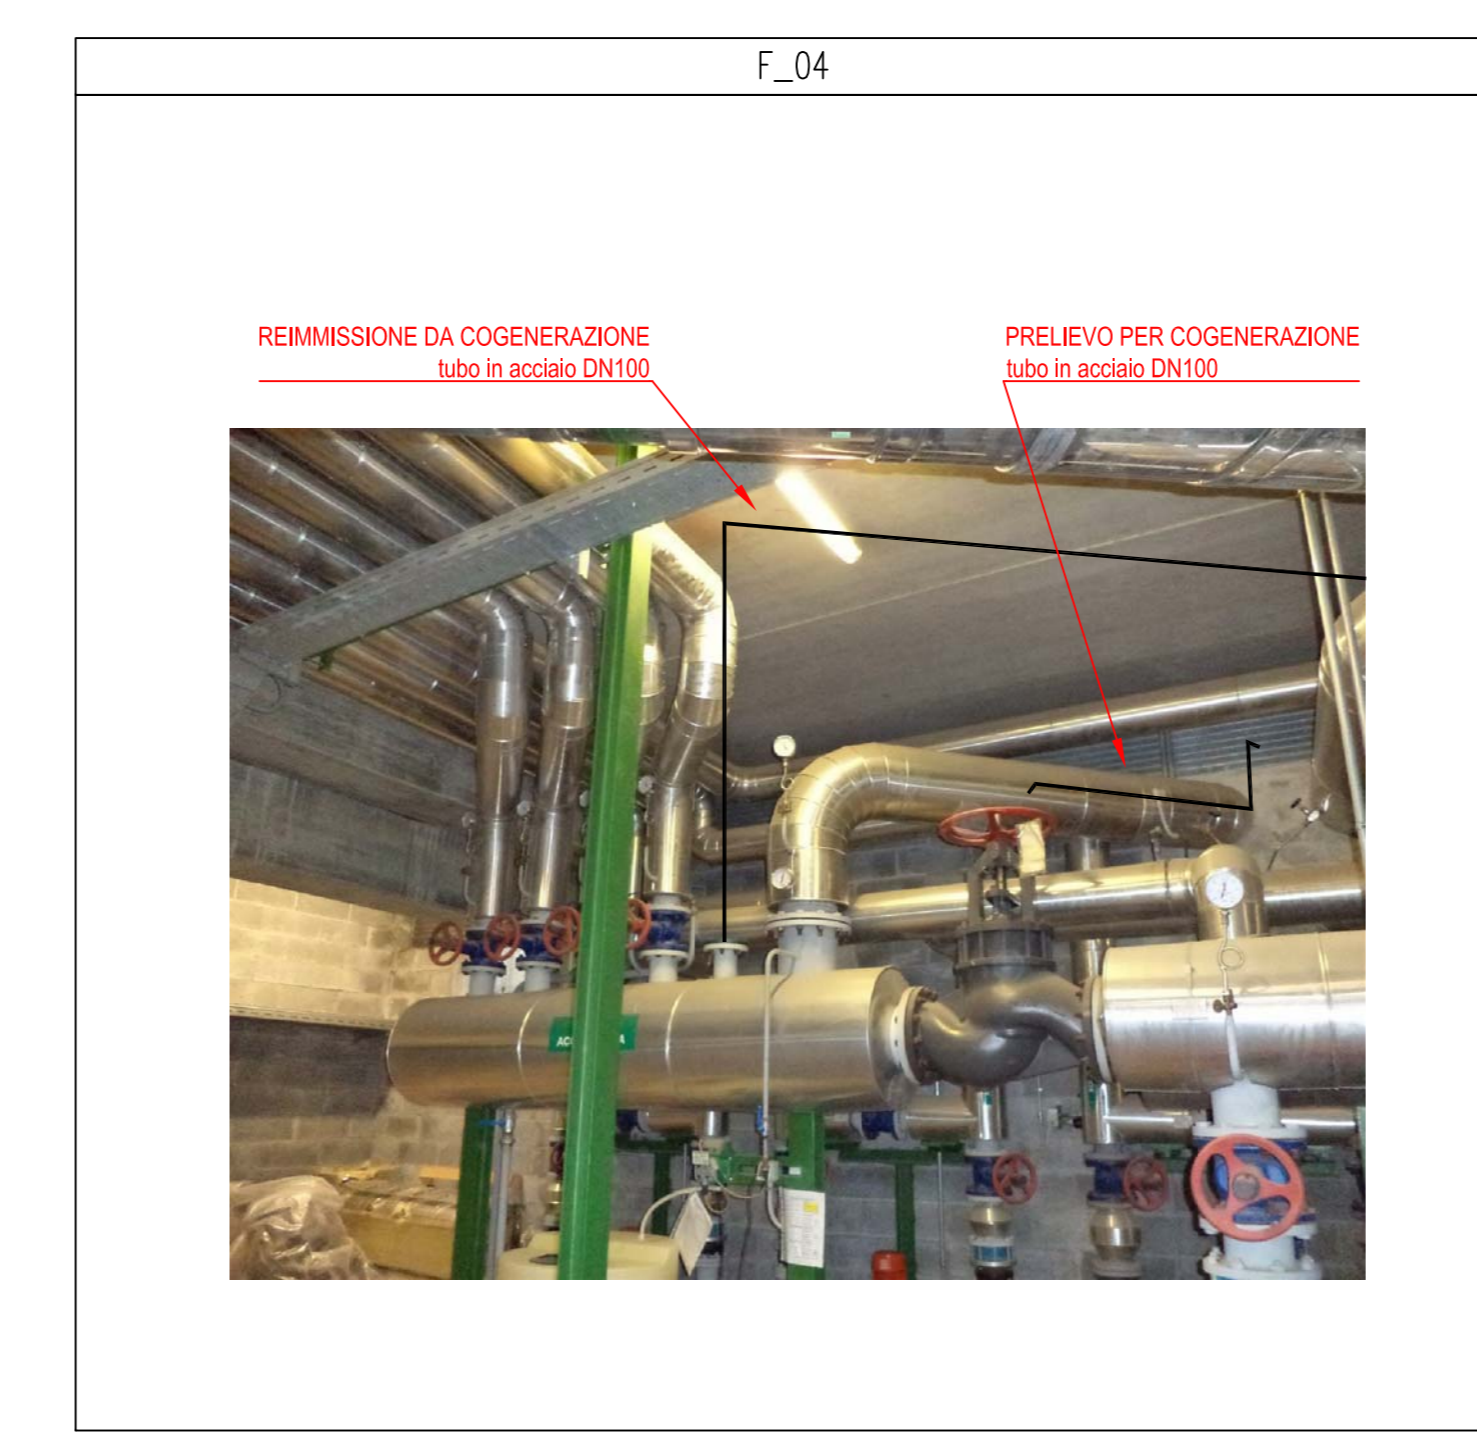 F_04
REIMMISSIONE DA COGENERAZIONE
tubo in acciaio DN100
PRELIEVO PER COGENERAZIONE
tubo in acciaio DN100